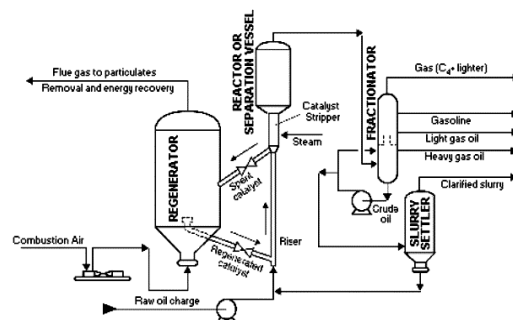 Flue gas to particulates
Removal and energy recovery
REACTOR OR
SEPARATION VESSEL
FRACTIONATOR
Gas (C4+ lighter)
Catalyst
Stripper
Gasoline
Light gas oil
Heavy gas oil
Steam
REGENERATOR
Spent
catalyst
Clarified slurry
Crude
oil
SLURRY
SETTLER
Combustion Air
Regenerated
catalyst
Riser
Raw oil charge